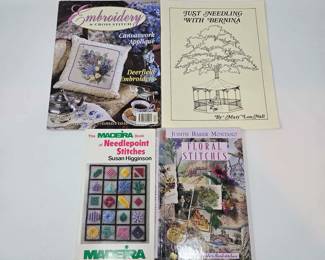 Embroidery
& CROSS STITCH
Canvaswork
Appliqué
Deerfield
Embroidery
JUST NEEDLING
WITH BERNINA
By Mary Lou Nall
The MADEIRA Book
of Needlepoint
Stitches
Susan Higginson
MADEIRA
JUDITH BAKER MONTANO
FLORAL
STITCHES